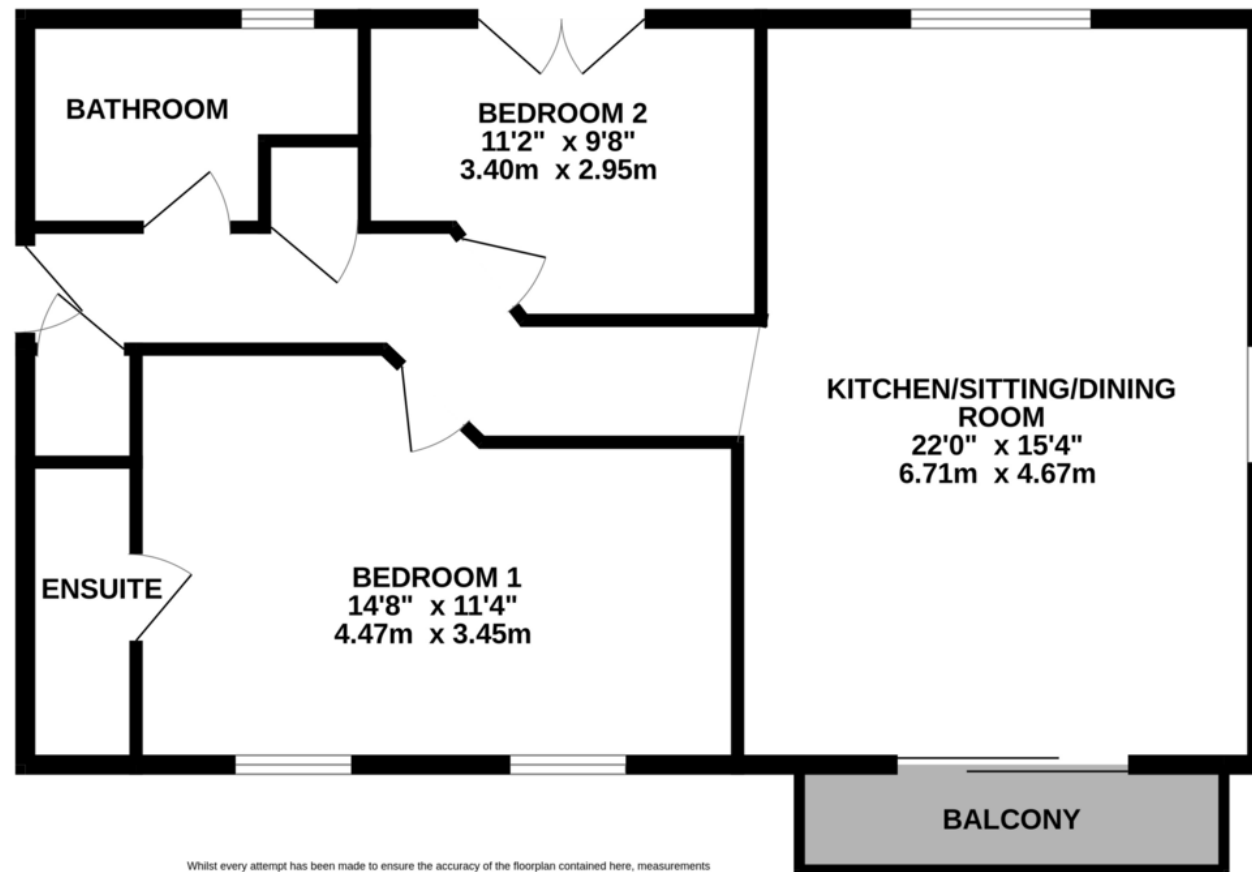 BATHROOM
BEDROOM 2
11'2" x 9'8"
3.40m x 2.95m
KITCHEN/SITTING/DINING
ROOM
22'0" x 15'4"
6.71m x 4.67m
ENSUITE
BEDROOM 1
14'8" x 11'4"
4.47m x 3.45m
BALCONY
Whilst every attempt has been made to ensure the accuracy of the floorplan contained here, measurements